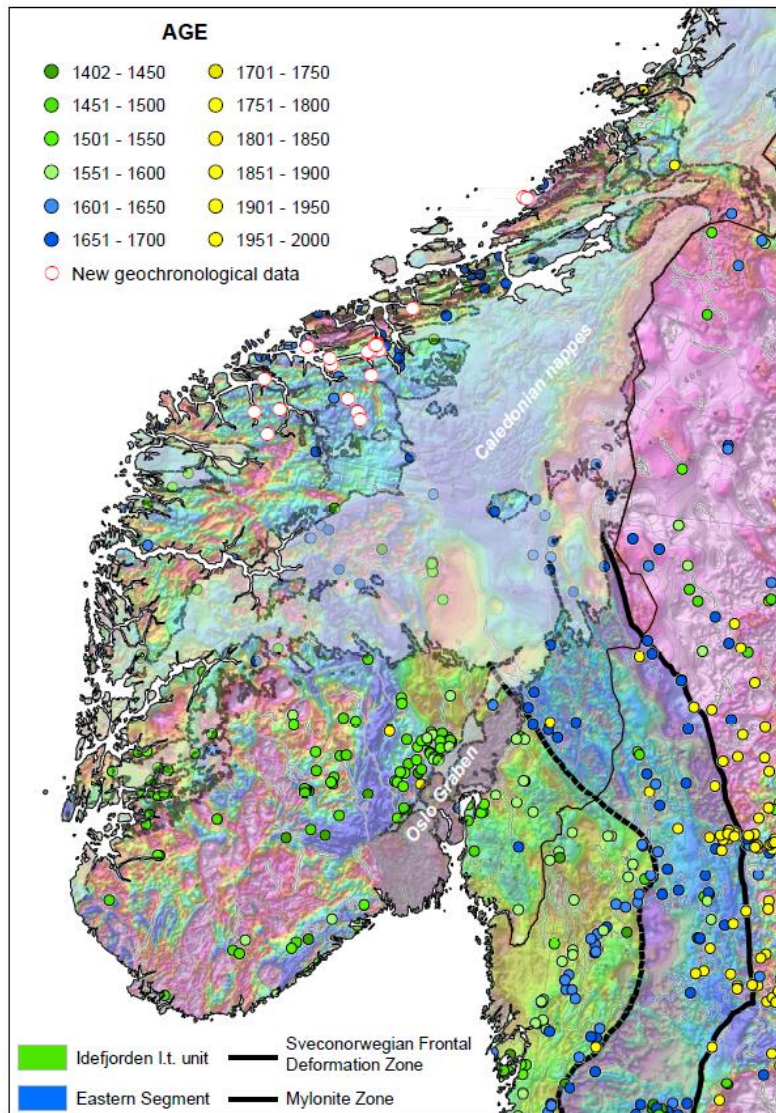 AGE
1402 - 1450
1701 - 1750
1451 - 1500
1751 - 1800
1501 - 1550
1801 - 1850
1551 - 1600
1851 - 1900
1601 - 1650
1901 - 1950
1651 - 1700
1951 - 2000
New geochronological data
Caledonian nappes
Oslo Graben
Idefjorden l.t. unit
Sveconorwegian Frontal
Deformation Zone
Eastern Segment
Mylonite Zone